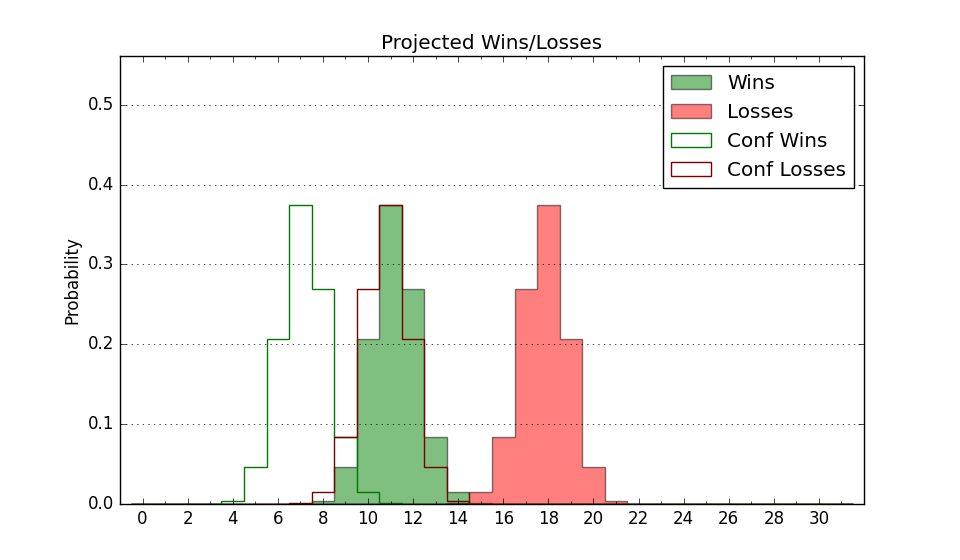 Projected Wins/Losses
Wins
Losses
Conf Wins
Conf Losses
Probability
0.5
0.4
0.3
0.2
0.1
0.0
0 2 4 6 8 10 12 14 16 18 20 22 24 26 28 30